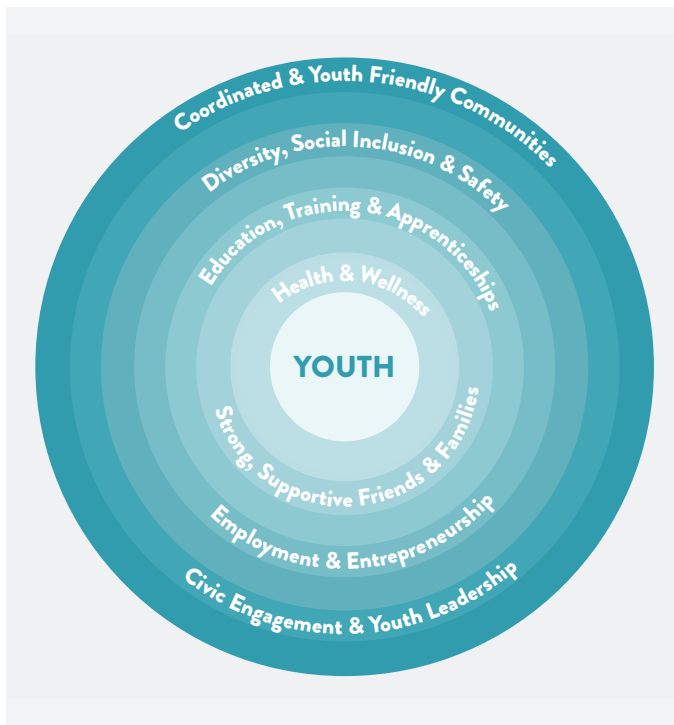 Coordinated & Youth Friendly Communities
Diversity, Social Inclusion & Safety
Education, Training & Apprenticeships
Health & Wellness
YOUTH
Strong, Supportive Friends & Families
Employment & Entrepreneurship
Civic Engagement & Youth Leadership